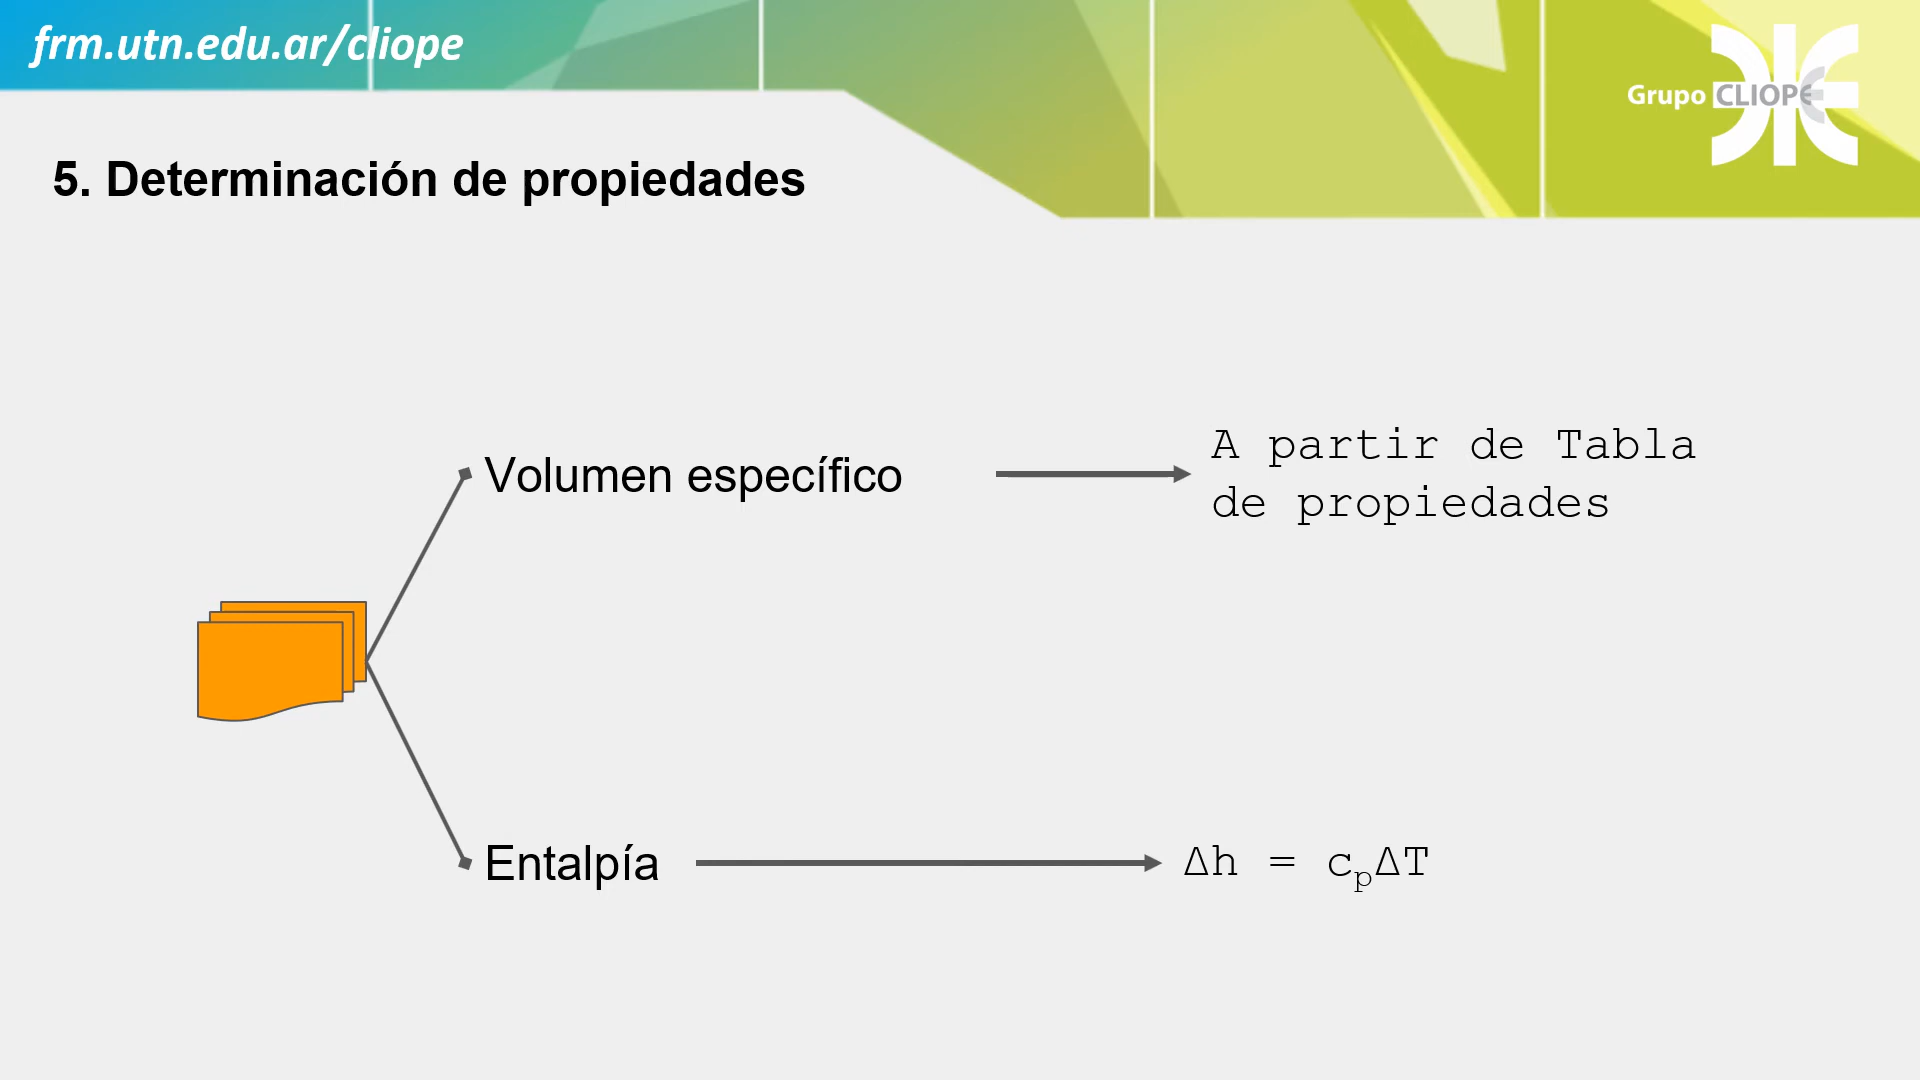 frm.utn.edu.ar/cliope
Grupo CLIOPE
5. Determinación de propiedades
Volumen específico
A partir de Tabla
de propiedades
Entalpía
Δh = cpΔT